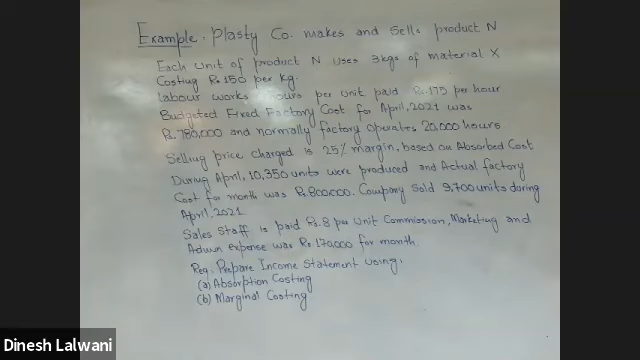 Example. Plasty Co. makes and Sells product N
Each unit of product N uses 3kgs of material X
Costing Rs.150 per kg.
Labour works hours per unit paid Rs.175 per hour
Budgeted Fixed Factory Cost for April, 2021 was
Rs.780,000 and normally factory operates 20,000 hours
Selling price charged is 25% margin, based on Absorbed Cost
During April, 10,350 units were produced and Actual factory
Cost for month was Rs.800,000. Company Sold 9,700 units during
April, 2021
Sales Staff is paid Rs.8 per unit Commission, Marketing and
Admn expense was Rs 170,000 for month.
Req. Prepare Income Statement using;
(a) Absorption Costing
(b) Marginal Costing
Dinesh Lalwani